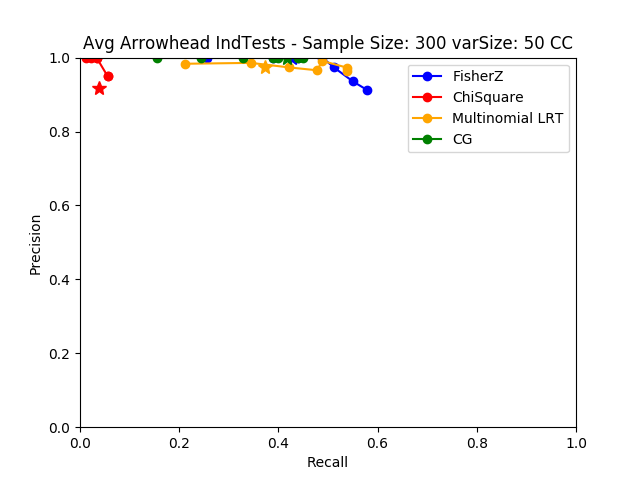 Avg Arrowhead IndTests - Sample Size: 300 varSize: 50 CC
1.0
0.8
0.6
0.4
0.2
0.0
Precision
FisherZ
ChiSquare
Multinomial LRT
CG
0.0 0.2 0.4 0.6 0.8 1.0
Recall